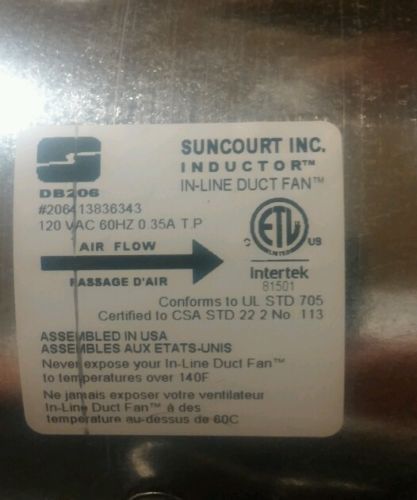 SUNCOURT INC.
INDUCTOR™
IN-LINE DUCT FAN™
DB206
#206413836343
120 VAC 60HZ 0.35A T.P
AIR FLOW
PASSAGE D'AIR
ETL
C US
LISTED
Intertek
81501
Conforms to UL STD 705
Certified to CSA STD 22 2 No 113
ASSEMBLED IN USA
ASSEMBLES AUX ETATS-UNIS
Never expose your In-Line Duct Fan™
to temperatures over 140F
Ne jamais exposer votre ventilateur
In-Line Duct Fan™ à des
température au-dessus de 60C